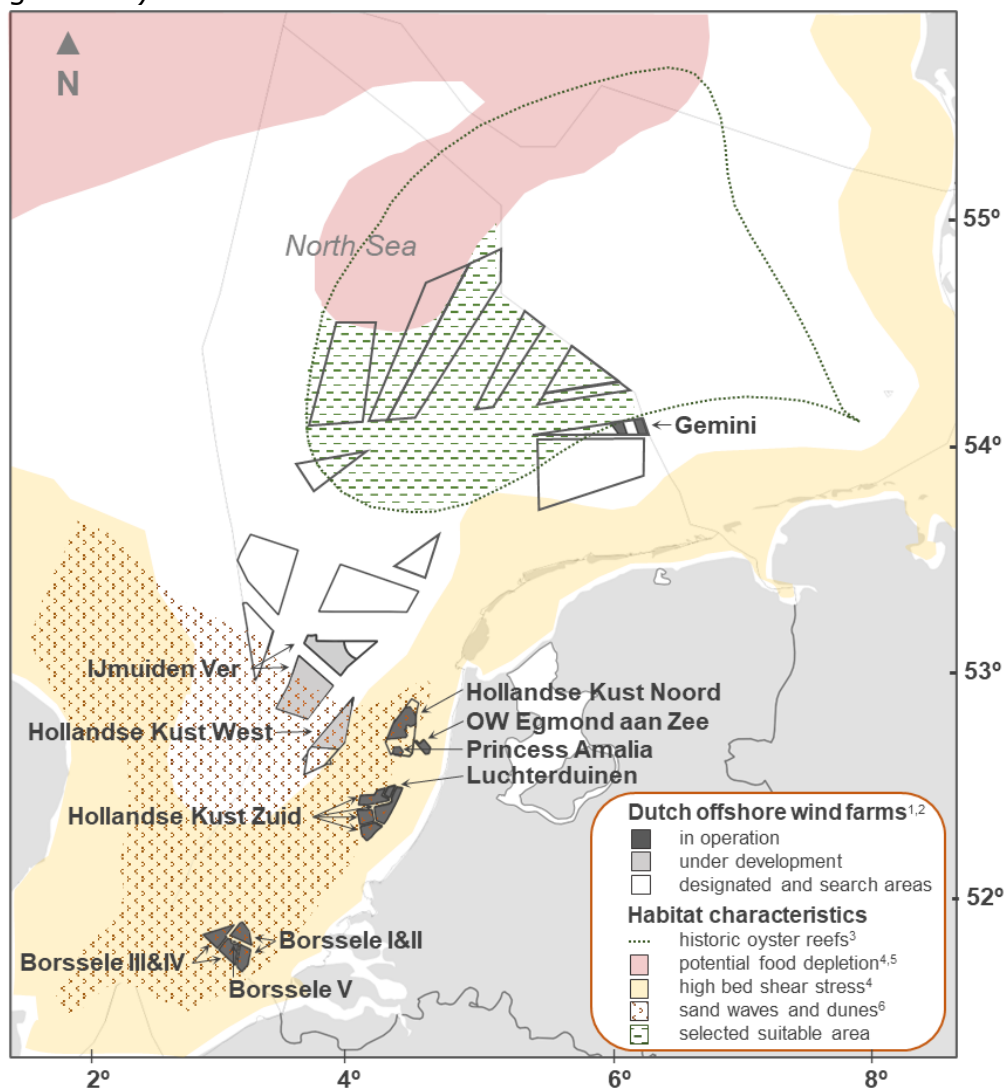 N
North Sea
55º
Gemini
54º
IJmuiden Ver
53º
Hollandse Kust Noord
OW Egmond aan Zee
Hollandse Kust West
Princess Amalia
Luchterduinen
Hollandse Kust Zuid
Dutch offshore wind farms1,2
in operation
under development
designated and search areas
52º
Habitat characteristics
historic oyster reefs3
potential food depletion4,5
high bed shear stress4
sand waves and dunes6
selected suitable area
Borssele I&II
Borssele III&IV
Borssele V
2º 4º 6º 8º